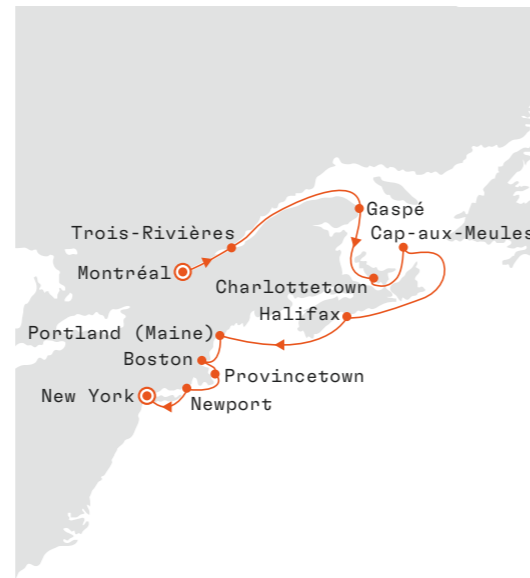 Gaspé
Trois-Rivières
Cap-aux-Meules
Montréal
Charlottetown
Halifax
Portland (Maine)
Boston
Provincetown
New York
Newport